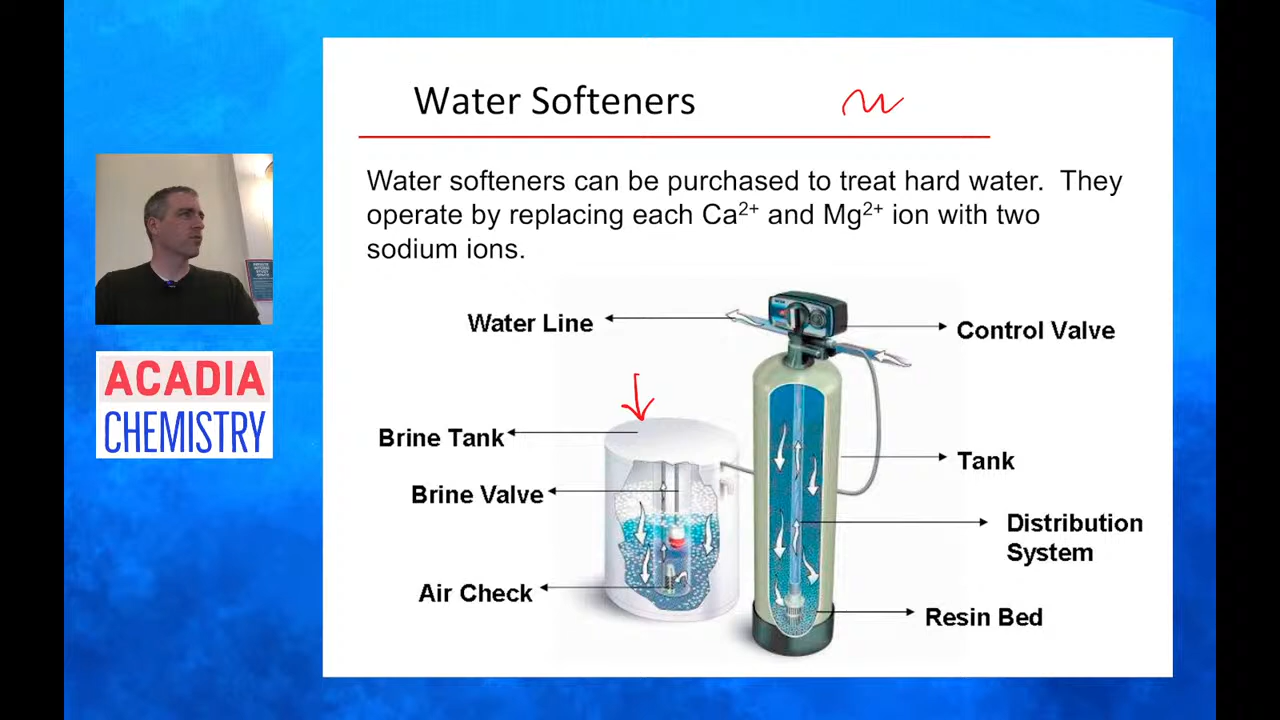 Water Softeners
Water softeners can be purchased to treat hard water. They
operate by replacing each Ca²⁺ and Mg²⁺ ion with two
sodium ions.
ACADIA
CHEMISTRY
Water Line
Control Valve
Brine Tank
Tank
Brine Valve
Distribution
System
Air Check
Resin Bed